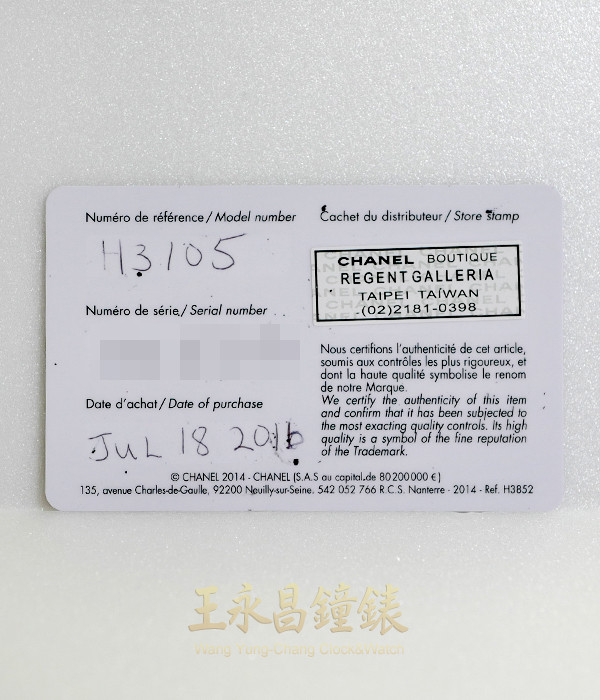 Numéro de référence / Model number
H3105
Numéro de série / Serial number
Date d'achat / Date of purchase
JUL 18 2016
Cachet du distributeur / Store stamp
CHANEL BOUTIQUE
REGENT GALLERIA
TAIPEI TAÏWAN
(02)2181-0398
Nous certifions l'authenticité de cet article,
soumis aux contrôles les plus rigoureux, et
dont la haute qualité symbolise le renom
de notre Marque.
We certify the authenticity of this item
and confirm that it has been subjected to
the most exacting quality controls. Its high
quality is a symbol of the fine reputation
of the Trademark.
© CHANEL 2014 - CHANEL (S.A.S au capital de 80 200 000 €)
135, avenue Charles-de-Gaulle, 92200 Neuilly-sur-Seine. 542 052 766 R.C.S. Nanterre - 2014 - Ref. H3852
王永昌鐘錶
Wang Yong-Chang Clock&Watch